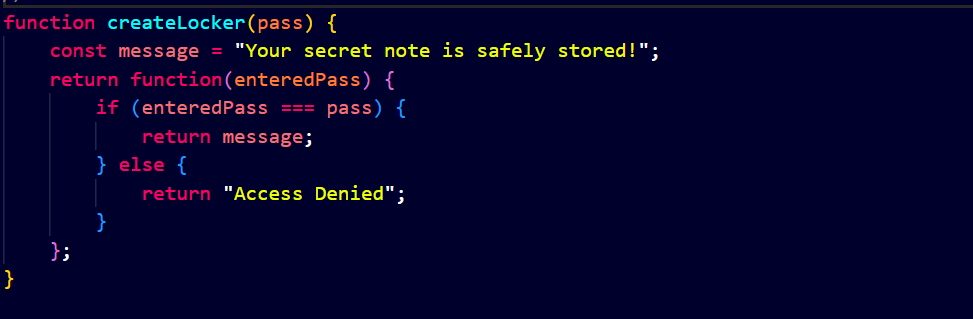 function createLocker(pass) {
    const message = "Your secret note is safely stored!";
    return function(enteredPass) {
        if (enteredPass === pass) {
            return message;
        } else {
            return "Access Denied";
        }
    };
}